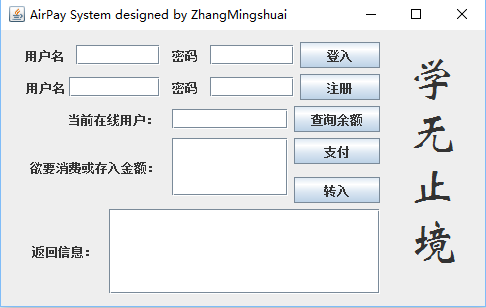 AirPay System designed by ZhangMingshuai
用户名 密码 登入
用户名 密码 注册
当前在线用户： 查询余额
欲要消费或存入金额： 支付
转入
返回信息：
学无止境